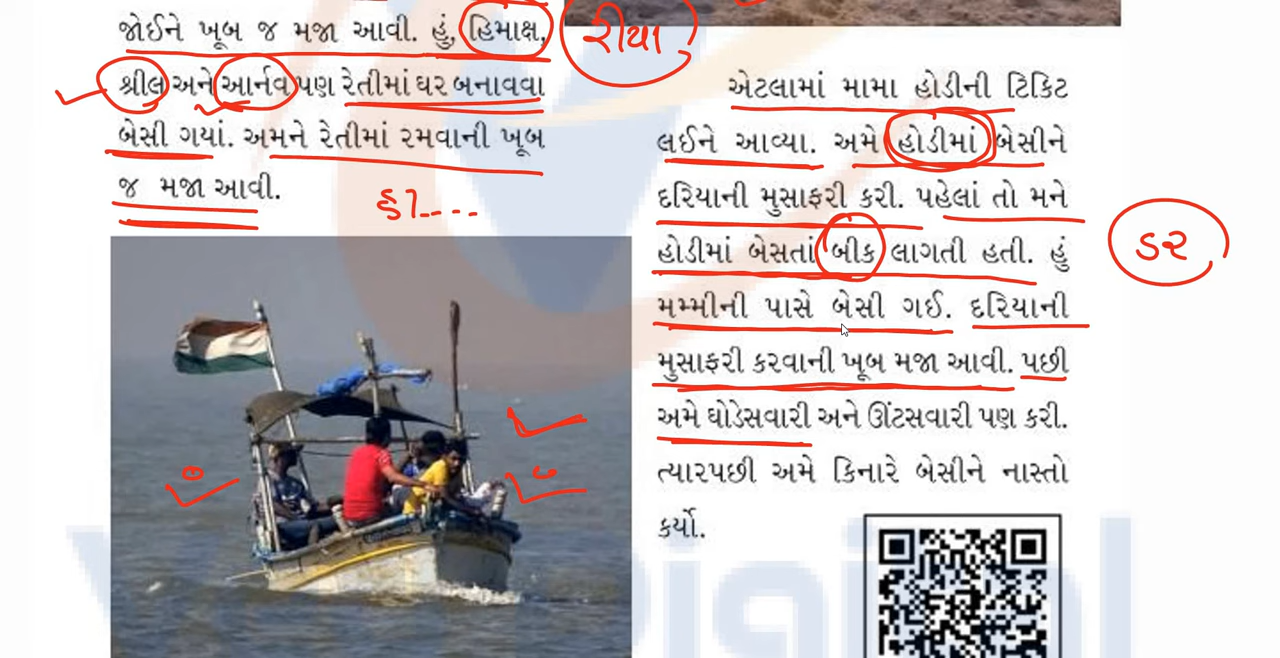 જોઈને ખૂબ જ મજા આવી. હું, હિમાક્ષ,
શ્રીલ અને આર્નવ પણ રેતીમાં ઘર બનાવવા
બેસી ગયાં. અમને રેતીમાં રમવાની ખૂબ
જ મજા આવી.
રીયા
હા....
એટલામાં મામા હોડીની ટિકિટ
લઈને આવ્યા. અમે હોડીમાં બેસીને
દરિયાની મુસાફરી કરી. પહેલાં તો મને
હોડીમાં બેસતાં બીક લાગતી હતી. હું
મમ્મીની પાસે બેસી ગઈ. દરિયાની
મુસાફરી કરવાની ખૂબ મજા આવી. પછી
અમે ઘોડેસવારી અને ઊંટસવારી પણ કરી.
ત્યારપછી અમે કિનારે બેસીને નાસ્તો
કર્યો.
ડર